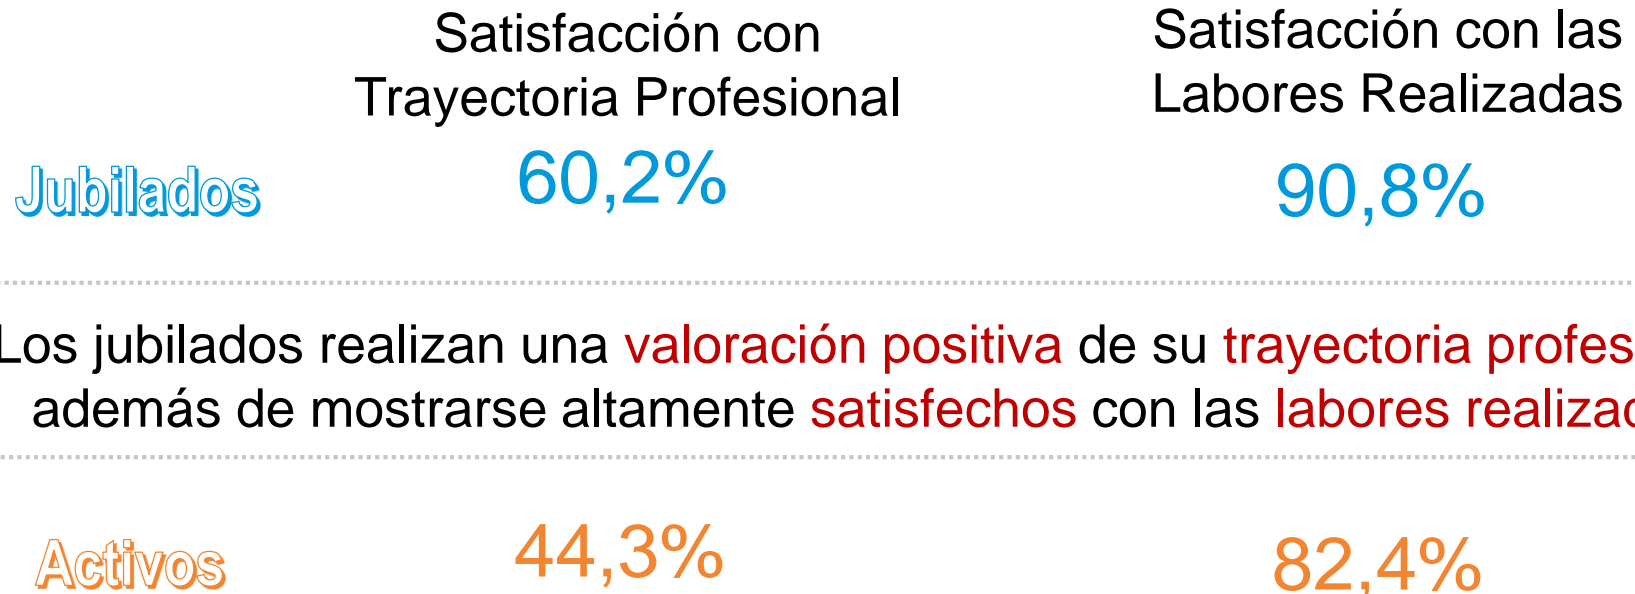 Satisfacción con
Trayectoria Profesional
Satisfacción con las
Labores Realizadas
Jubilados
60,2%
90,8%
Los jubilados realizan una valoración positiva de su trayectoria profes
además de mostrarse altamente satisfechos con las labores realizad
Activos
44,3%
82,4%